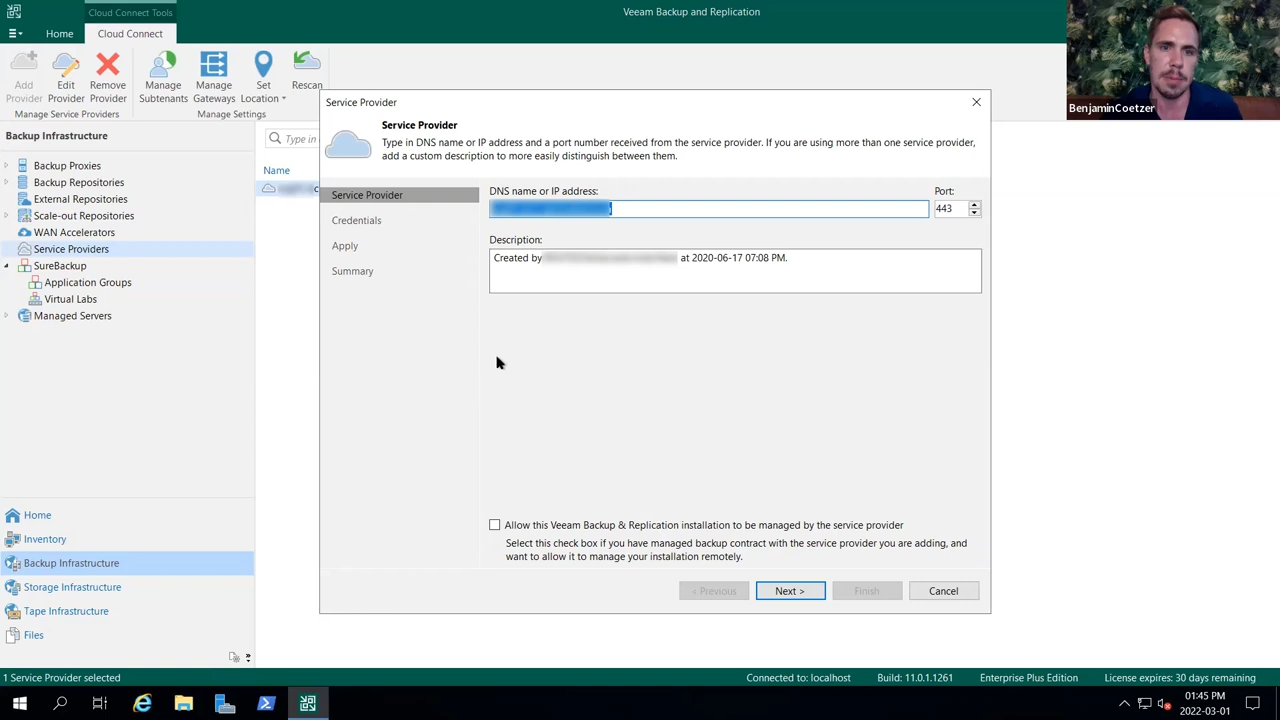 Cloud Connect Tools
Veeam Backup and Replication
Home
Cloud Connect
Add Provider
Edit Provider
Remove Provider
Manage Subtenants
Manage Gateways
Set Location
Rescan
Manage Service Providers
Manage Settings
BenjaminCoetzer
Backup Infrastructure
Backup Proxies
Backup Repositories
External Repositories
Scale-out Repositories
WAN Accelerators
Service Providers
SureBackup
Application Groups
Virtual Labs
Managed Servers
Home
Inventory
Backup Infrastructure
Storage Infrastructure
Tape Infrastructure
Files
Type in
Name
Service Provider
Service Provider
Type in DNS name or IP address and a port number received from the service provider. If you are using more than one service provider,
add a custom description to more easily distinguish between them.
Service Provider
Credentials
Apply
Summary
DNS name or IP address:
Port:
443
Description:
Created by at 2020-06-17 07:08 PM.
Allow this Veeam Backup & Replication installation to be managed by the service provider
Select this check box if you have managed backup contract with the service provider you are adding, and
want to allow it to manage your installation remotely.
< Previous
Next >
Finish
Cancel
1 Service Provider selected
Connected to: localhost
Build: 11.0.1.1261
Enterprise Plus Edition
License expires: 30 days remaining
01:45 PM
2022-03-01